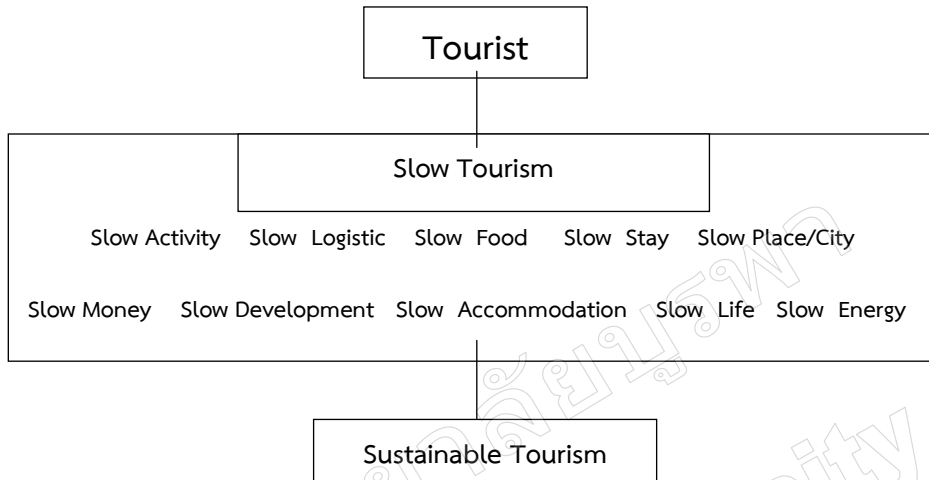 Tourist
Slow Tourism
Slow Activity Slow Logistic Slow Food Slow Stay Slow Place/City
Slow Money Slow Development Slow Accommodation Slow Life Slow Energy
Sustainable Tourism